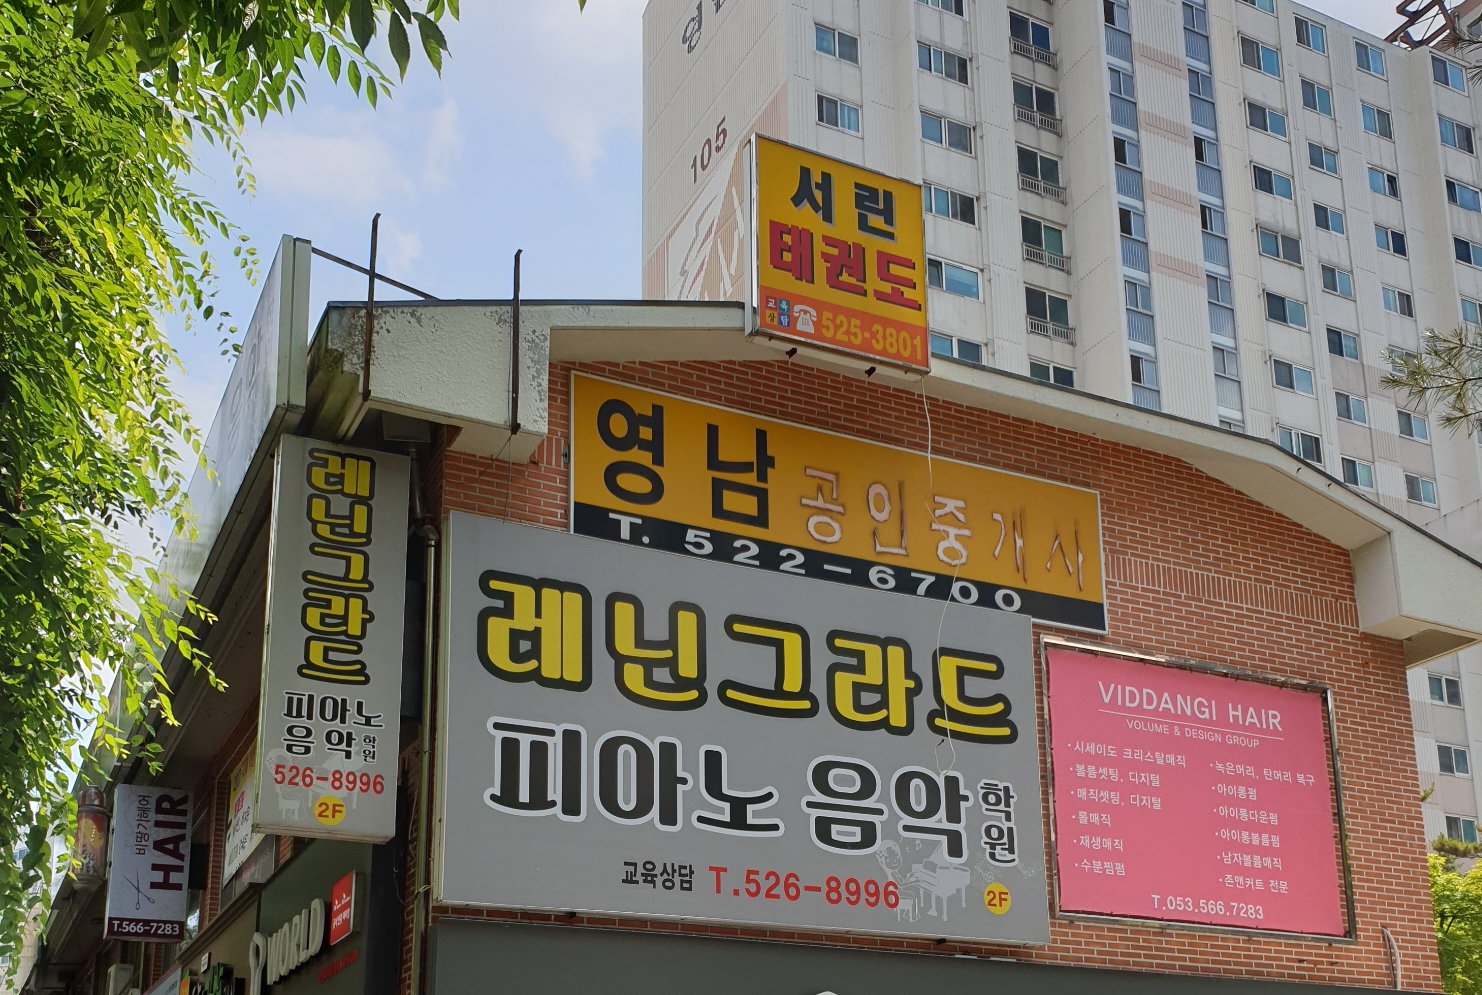 105
서린
태권도
교육
상담
525-3801
영남 공인중개사
T. 522-6700
레닌그라드
피아노 음악학원
교육상담 T.526-8996
2F
레닌그라드
피아노
음악학원
526-8996
2F
VIDDANGI HAIR
VOLUME & DESIGN GROUP
·시세이도 크리스탈매직
·볼륨셋팅, 디지털
·매직셋팅, 디지털
·롤매직
·재생매직
·수분찜펌
·녹은머리, 탄머리 복구
·아이롱펌
·아이롱다운펌
·아이롱볼륨펌
·남자볼륨매직
·존앤커트 전문
T.053.566.7283
비땅기헤어
HAIR
T.566-7283
WORLD